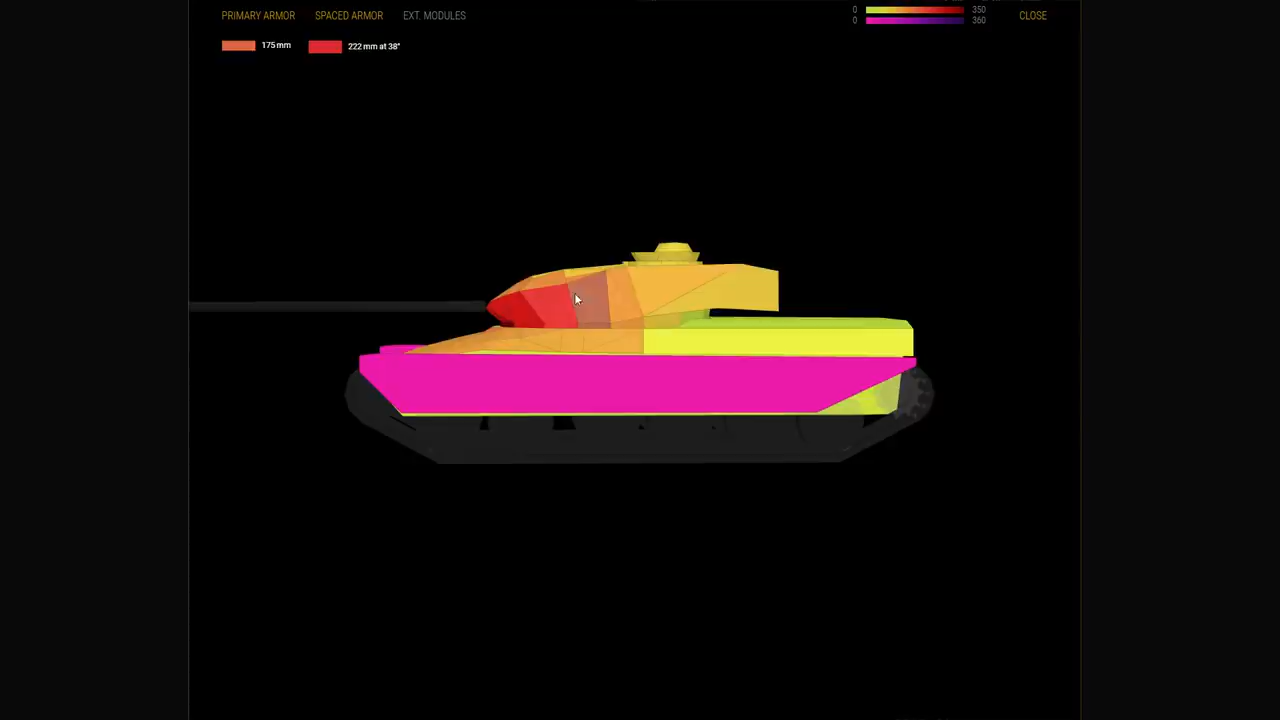 PRIMARY ARMOR SPACED ARMOR EXT. MODULES 0 350 CLOSE
0 360
175 mm 222 mm at 38°